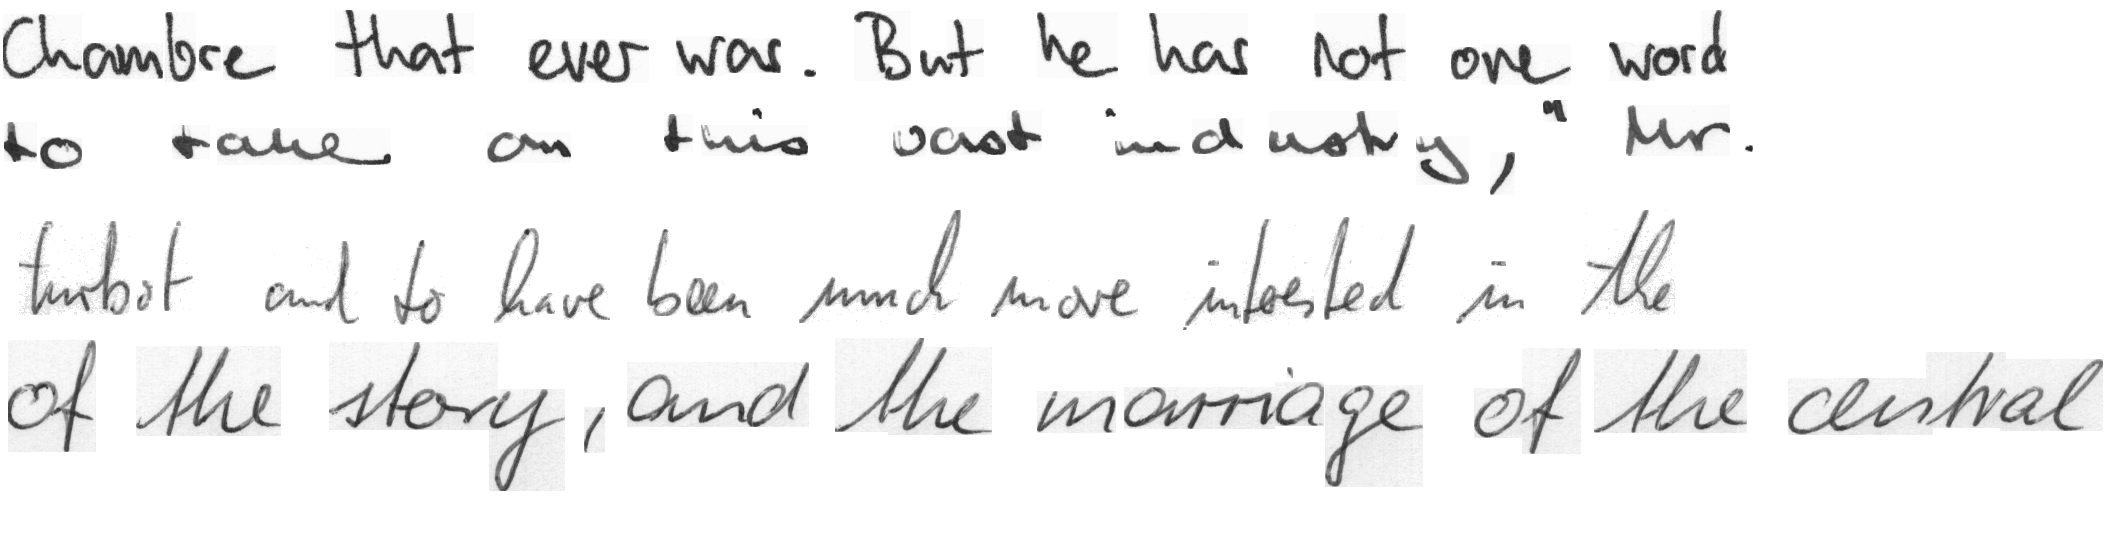 Chambre that ever was. But he has not one word
to take on this vast industry," Mr.
turbot and to have been much more intested in the
of the story, and the marriage of the central